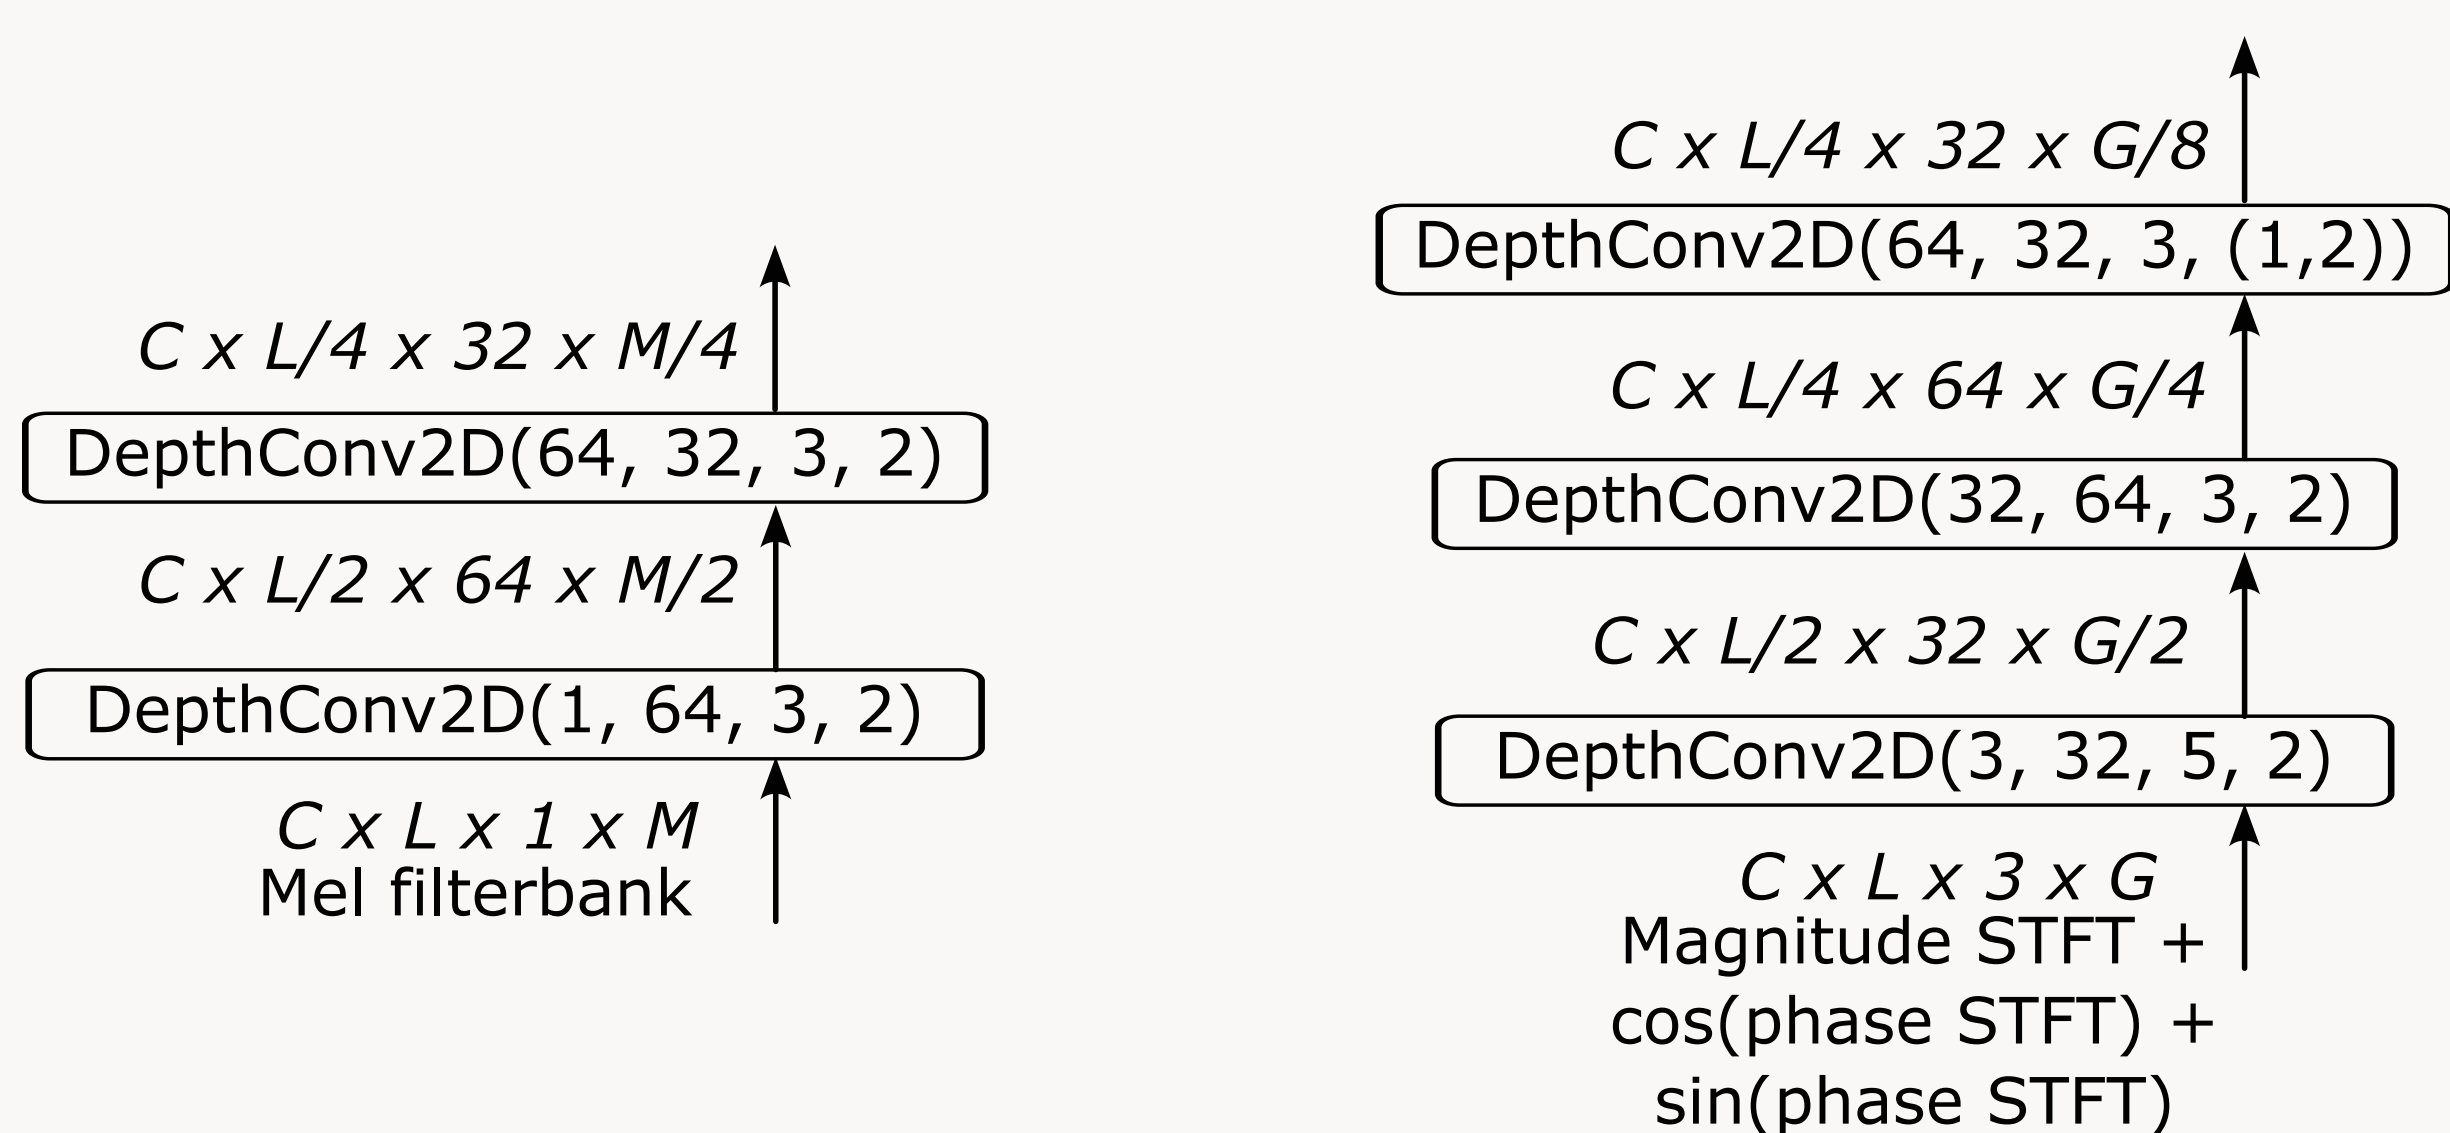 C x L/4 x 32 x M/4
DepthConv2D(64, 32, 3, 2)
C x L/2 x 64 x M/2
DepthConv2D(1, 64, 3, 2)
C x L x 1 x M
Mel filterbank
C x L/4 x 32 x G/8
DepthConv2D(64, 32, 3, (1,2))
C x L/4 x 64 x G/4
DepthConv2D(32, 64, 3, 2)
C x L/2 x 32 x G/2
DepthConv2D(3, 32, 5, 2)
C x L x 3 x G
Magnitude STFT +
cos(phase STFT) +
sin(phase STFT)